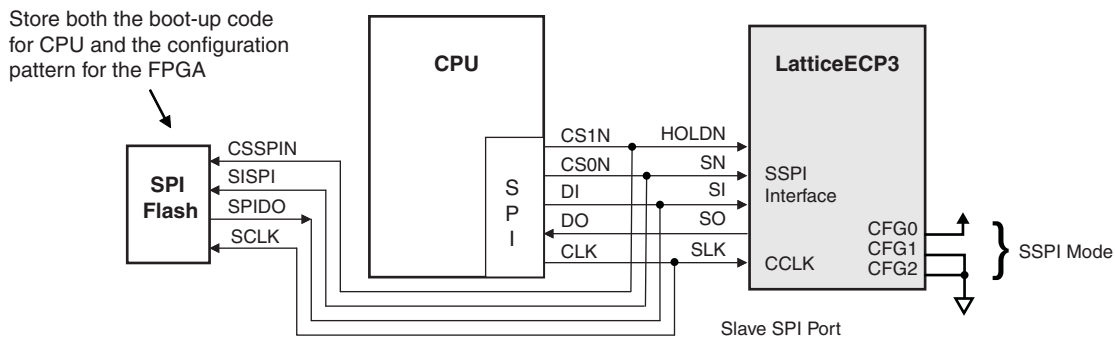 Store both the boot-up code
for CPU and the configuration
pattern for the FPGA
CPU
LatticeECP3
SPI
Flash
CSSPIN
SISPI
SPIDO
SCLK
S
P
I
CS1N
CS0N
DI
DO
CLK
HOLDN
SN
SI
SO
SLK
SSPI
Interface
CCLK
CFG0
CFG1
CFG2
SSPI Mode
Slave SPI Port